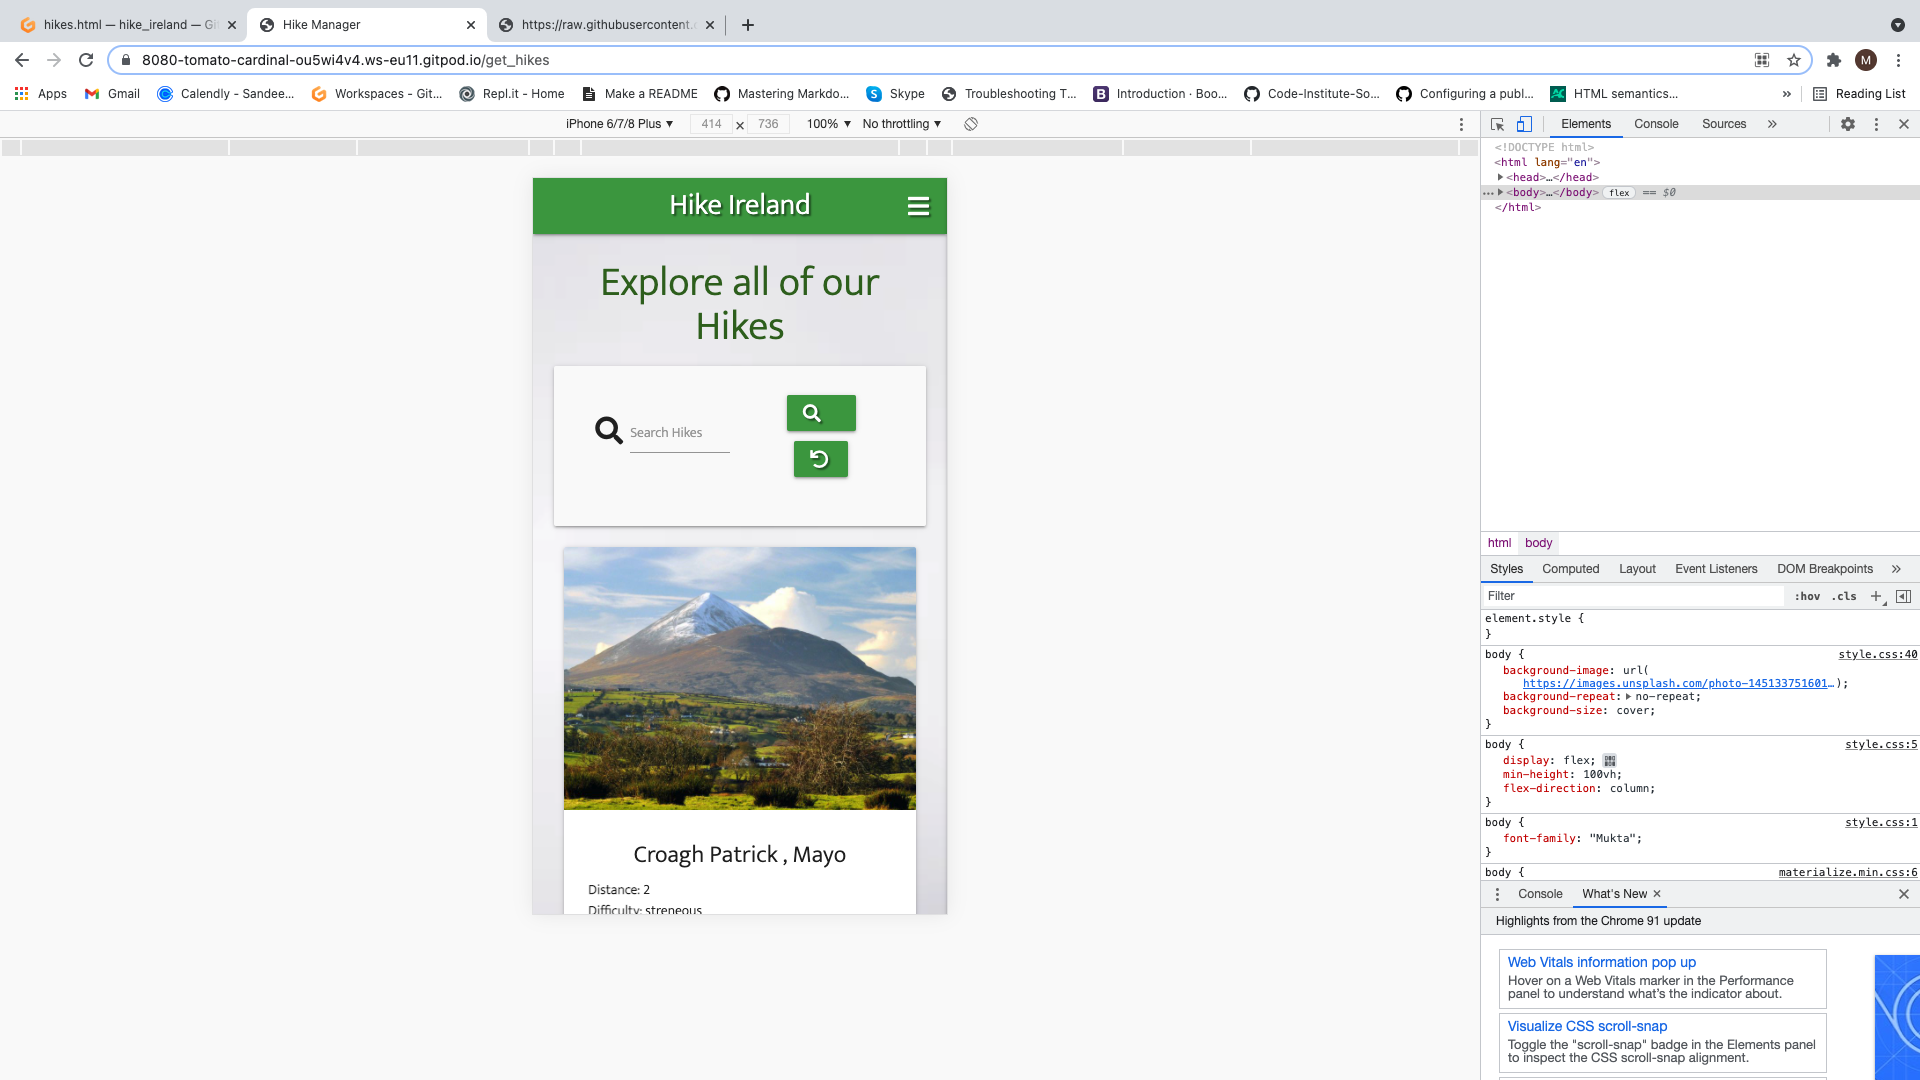 hikes.html — hike_ireland — Gi
Hike Manager
https://raw.githubusercontent.c
8080-tomato-cardinal-ou5wi4v4.ws-eu11.gitpod.io/get_hikes
M
Apps
Gmail
Calendly - Sandee...
Workspaces - Git...
Repl.it - Home
Make a README
Mastering Markdo...
Skype
Troubleshooting T...
Introduction · Boo...
Code-Institute-So...
Configuring a publ...
HTML semantics...
»
Reading List
iPhone 6/7/8 Plus ▼ 414 × 736 100% ▼ No throttling ▼
Elements Console Sources »
<!DOCTYPE html>
<html lang="en">
▶<head>…</head>
…▶<body>…</body> flex == $0
</html>
Hike Ireland
Explore all of our
Hikes
Search Hikes
Croagh Patrick , Mayo
Distance: 2
Difficulty: streneous
html body
Styles Computed Layout Event Listeners DOM Breakpoints »
Filter :hov .cls +
element.style {
}
body { style.css:40
background-image: url(
https://images.unsplash.com/photo-145133751601…);
background-repeat: ▶ no-repeat;
background-size: cover;
}
body { style.css:5
display: flex;
min-height: 100vh;
flex-direction: column;
}
body { style.css:1
font-family: "Mukta";
}
body { materialize.min.css:6
Console What's New ×
Highlights from the Chrome 91 update
Web Vitals information pop up
Hover on a Web Vitals marker in the Performance
panel to understand what's the indicator about.
Visualize CSS scroll-snap
Toggle the "scroll-snap" badge in the Elements panel
to inspect the CSS scroll-snap alignment.